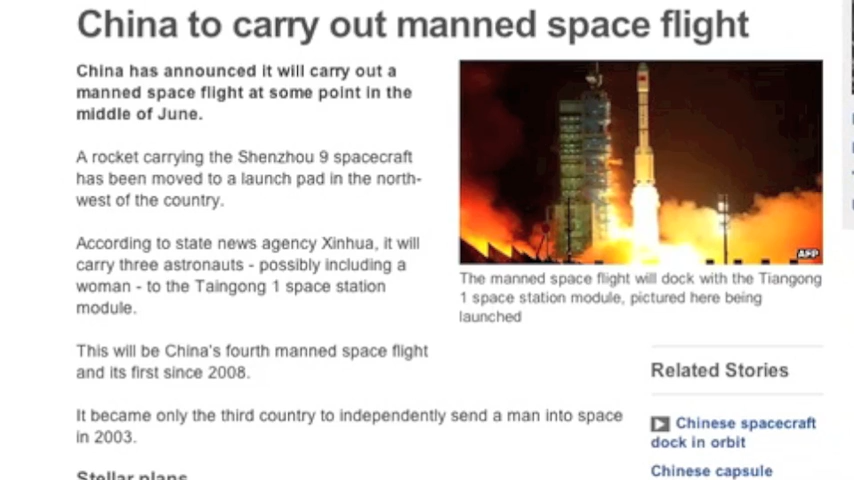 China to carry out manned space flight
China has announced it will carry out a
manned space flight at some point in the
middle of June.
A rocket carrying the Shenzhou 9 spacecraft
has been moved to a launch pad in the north-
west of the country.
According to state news agency Xinhua, it will
carry three astronauts - possibly including a
woman - to the Taingong 1 space station
module.
This will be China's fourth manned space flight
and its first since 2008.
It became only the third country to independently send a man into space
in 2003.
Stellar plans
AFP
The manned space flight will dock with the Tiangong
1 space station module, pictured here being
launched
Related Stories
Chinese spacecraft
dock in orbit
Chinese capsule